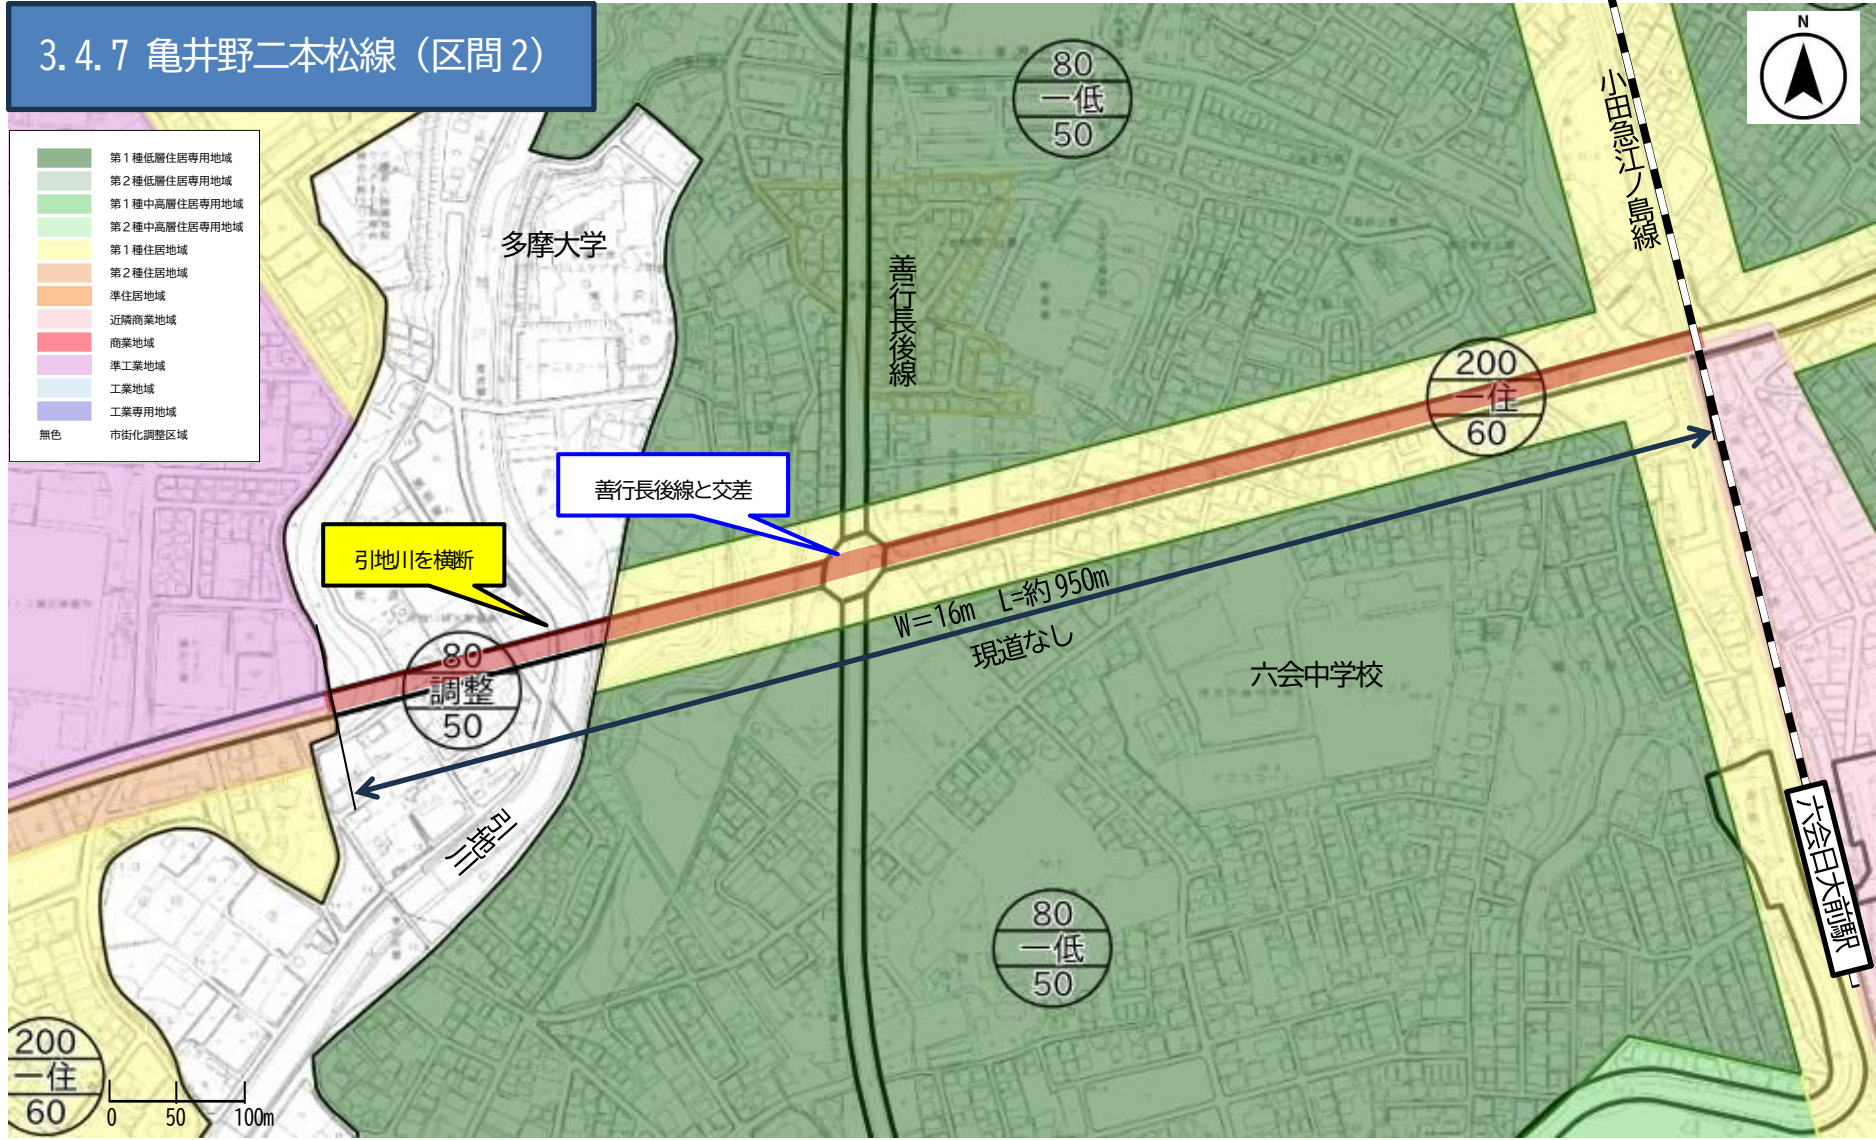 3.4.7 亀井野二本松線（区間2）
N
第1種低層住居専用地域
第2種低層住居専用地域
第1種中高層住居専用地域
第2種中高層住居専用地域
第1種住居地域
第2種住居地域
準住居地域
近隣商業地域
商業地域
準工業地域
工業地域
工業専用地域
無色 市街化調整区域
80
一低
50
小田急江ノ島線
多摩大学
善行長後線
200
一住
60
善行長後線と交差
引地川を横断
W＝16m L=約950m
現道なし
80
調整
50
六会中学校
引地川
六会日大前駅
80
一低
50
200
一住
60
0 50 100m